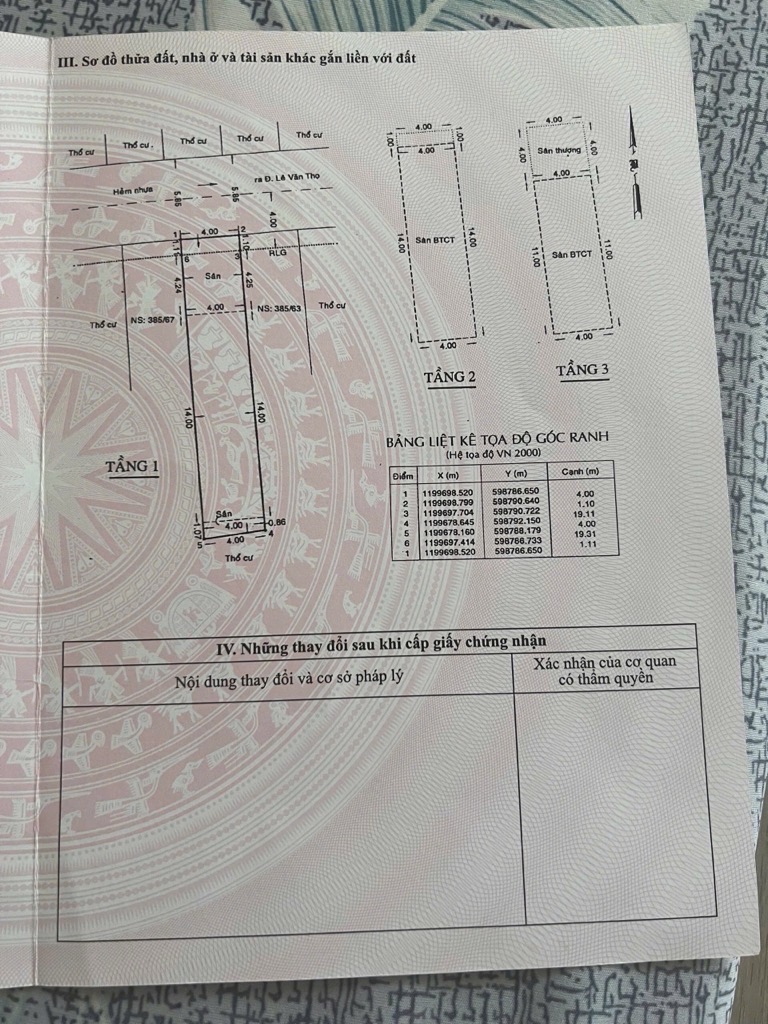 III. Sơ đồ thửa đất, nhà ở và tài sản khác gắn liền với đất
Thổ cư
Thổ cư.
Thổ cư
Thổ cư
Thổ cư
Hẻm nhựa
5.85
5.85
ra Đ. Lê Văn Thọ
4.00
1
4.00
2
1.11
1.10
6
3
RLG
Sân
4.24
4.25
4.00
Thổ cư
NS: 385/67
NS: 385/63
Thổ cư
14.00
14.00
TẦNG 1
Sân
1.07
4.00
0.86
5
4.00
4
Thổ cư
4.00
1.00
1.00
4.00
14.00
Sàn BTCT
14.00
4.00
TẦNG 2
4.00
4.00
Sân thượng
4.00
4.00
11.00
Sàn BTCT
11.00
4.00
TẦNG 3
BẢNG LIỆT KÊ TỌA ĐỘ GÓC RANH
(Hệ tọa độ VN 2000)
Điểm X (m) Y (m) Cạnh (m)
1 1199698.520 598786.650
4.00
2 1199698.799 598790.640
1.10
3 1199697.704 598790.722
19.11
4 1199678.645 598792.150
4.00
5 1199678.160 598788.179
19.31
6 1199697.414 598786.733
1.11
1 1199698.520 598786.650
IV. Những thay đổi sau khi cấp giấy chứng nhận
Nội dung thay đổi và cơ sở pháp lý
Xác nhận của cơ quan
có thẩm quyền